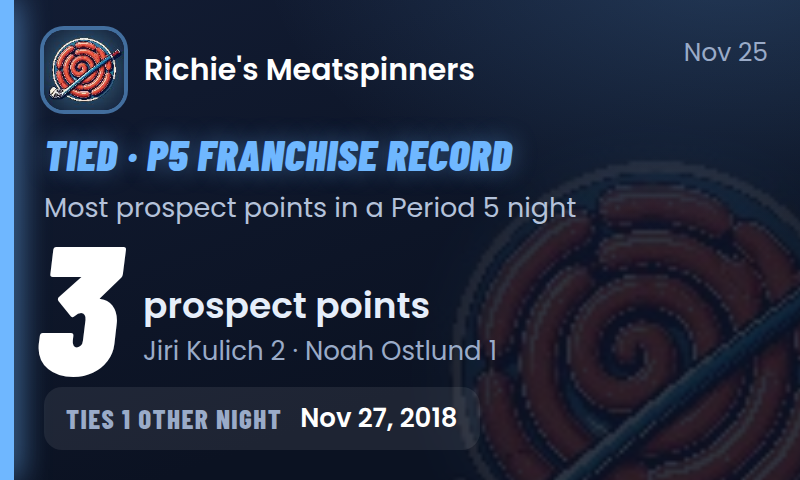 Richie's Meatspinners
Nov 25
TIED · P5 FRANCHISE RECORD
Most prospect points in a Period 5 night
3
prospect points
Jiri Kulich 2 · Noah Ostlund 1
TIES 1 OTHER NIGHT Nov 27, 2018